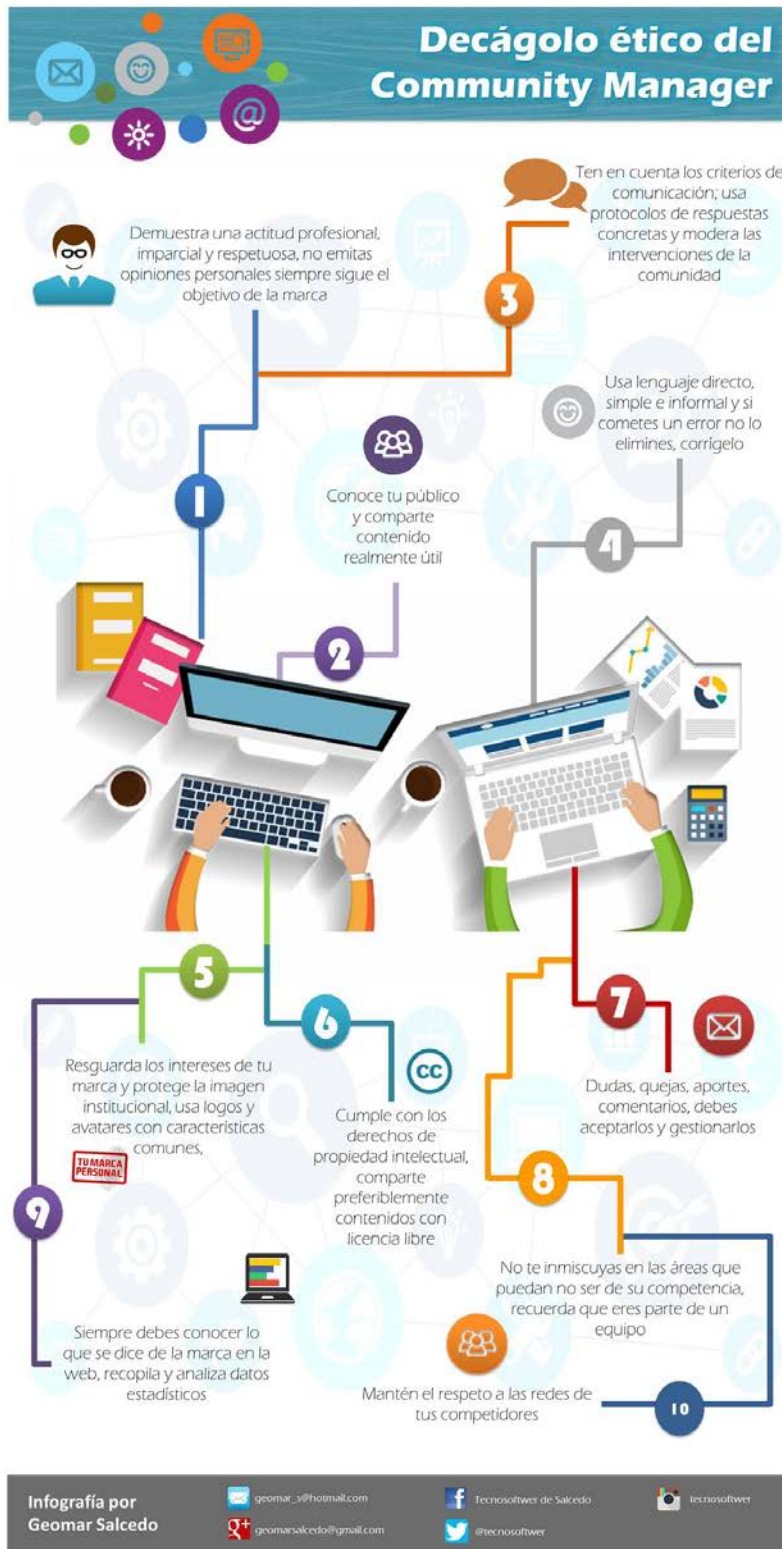 Decágolo ético del
Community Manager
Demuestra una actitud profesional,
imparcial y respetuosa, no emitas
opiniones personales siempre sigue el
objetivo de la marca
1
Conoce tu público
y comparte
contenido
realmente útil
2
Ten en cuenta los criterios de
comunicación; usa
protocolos de respuestas
concretas y modera las
intervenciones de la
comunidad
3
Usa lenguaje directo,
simple e informal y si
cometes un error no lo
elimines, corrígelo
4
5
Resguarda los intereses de tu
marca y protege la imagen
institucional, usa logos y
avatares con características
comunes,
TU MARCA
PERSONAL
6
cc
Cumple con los
derechos de
propiedad intelectual,
comparte
preferiblemente
contenidos con
licencia libre
7
Dudas, quejas, aportes,
comentarios, debes
aceptarlos y gestionarlos
8
No te inmiscuyas en las áreas que
puedan no ser de su competencia,
recuerda que eres parte de un
equipo
9
Siempre debes conocer lo
que se dice de la marca en la
web, recopila y analiza datos
estadísticos
Mantén el respeto a las redes de
tus competidores
10
Infografía por
Geomar Salcedo
geomar_s@hotmail.com
geomarsalcedo@gmail.com
Tecnosoftwer de Salcedo
@tecnosoftwer
tecnosoftwer